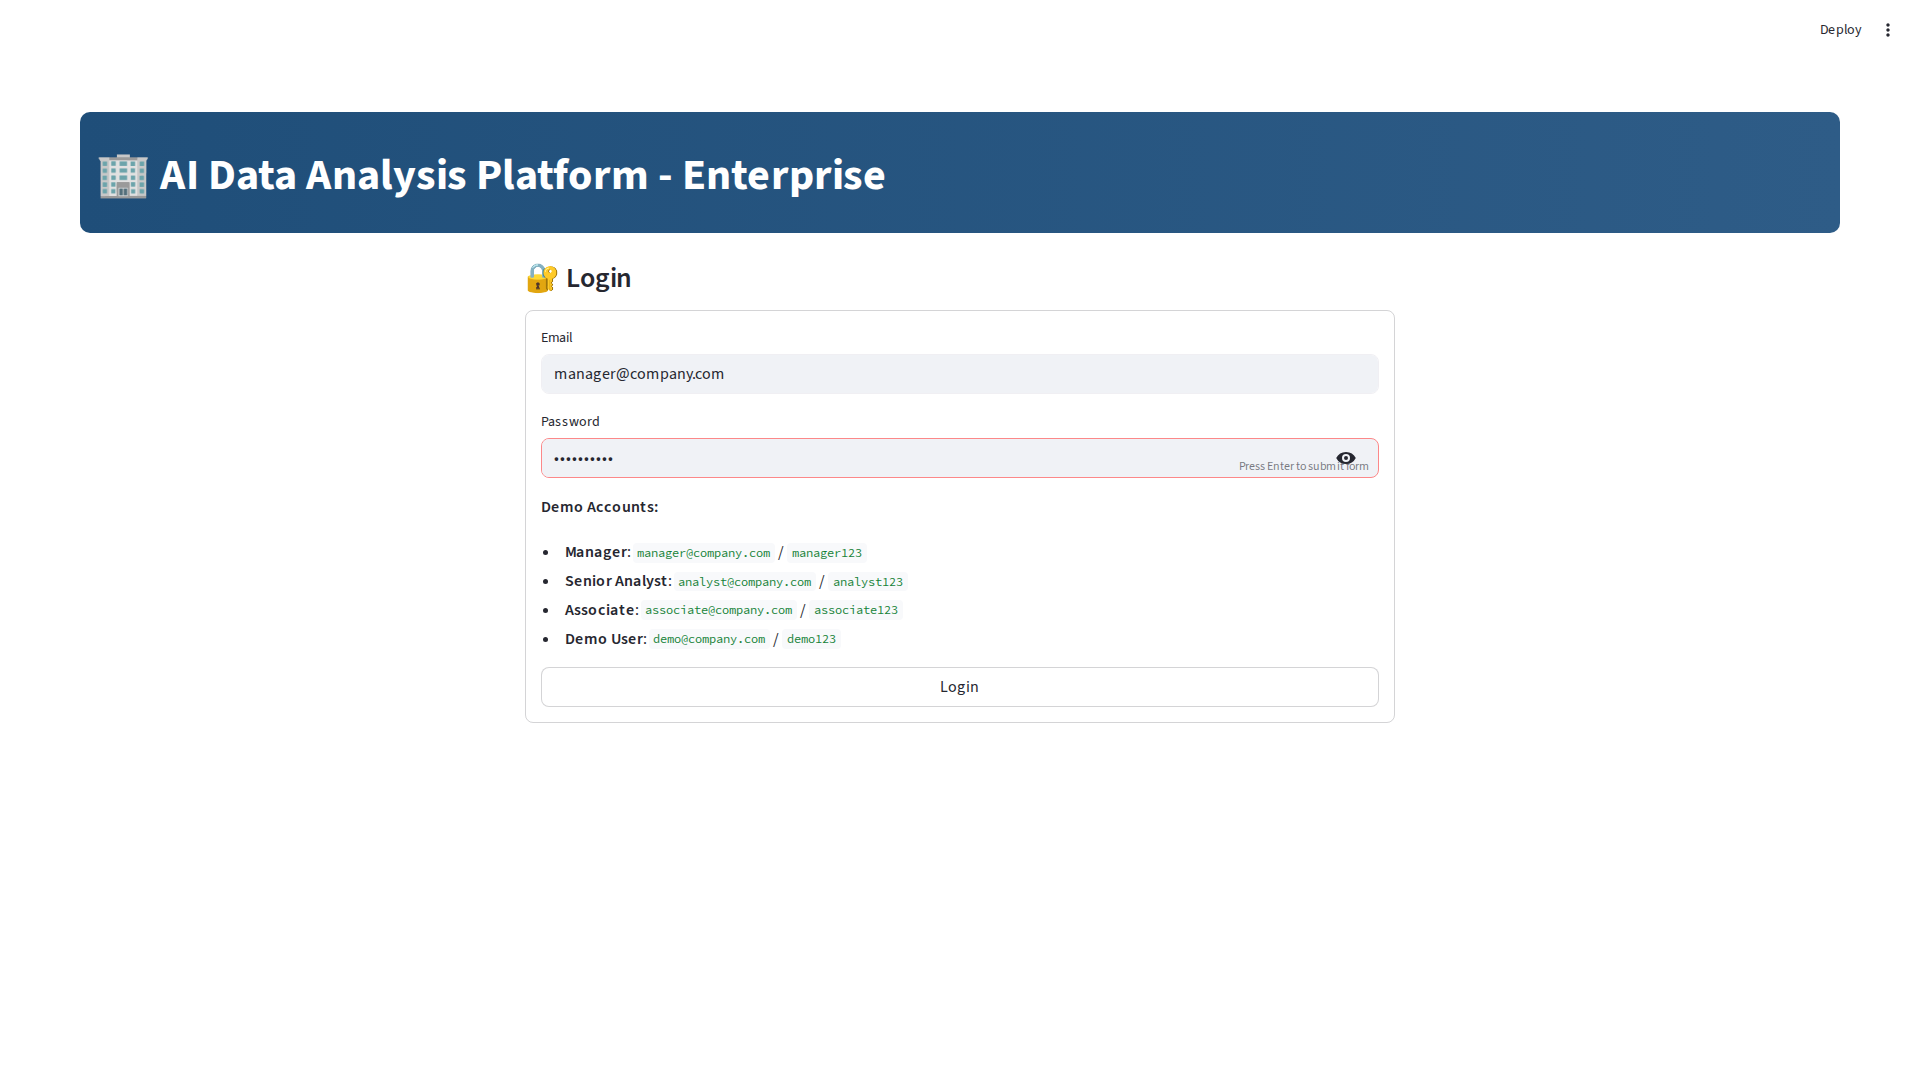 Deploy
AI Data Analysis Platform - Enterprise
Login
Email
manager@company.com
Password
••••••••••
Press Enter to submit form
Demo Accounts:
• Manager: manager@company.com / manager123
• Senior Analyst: analyst@company.com / analyst123
• Associate: associate@company.com / associate123
• Demo User: demo@company.com / demo123
Login